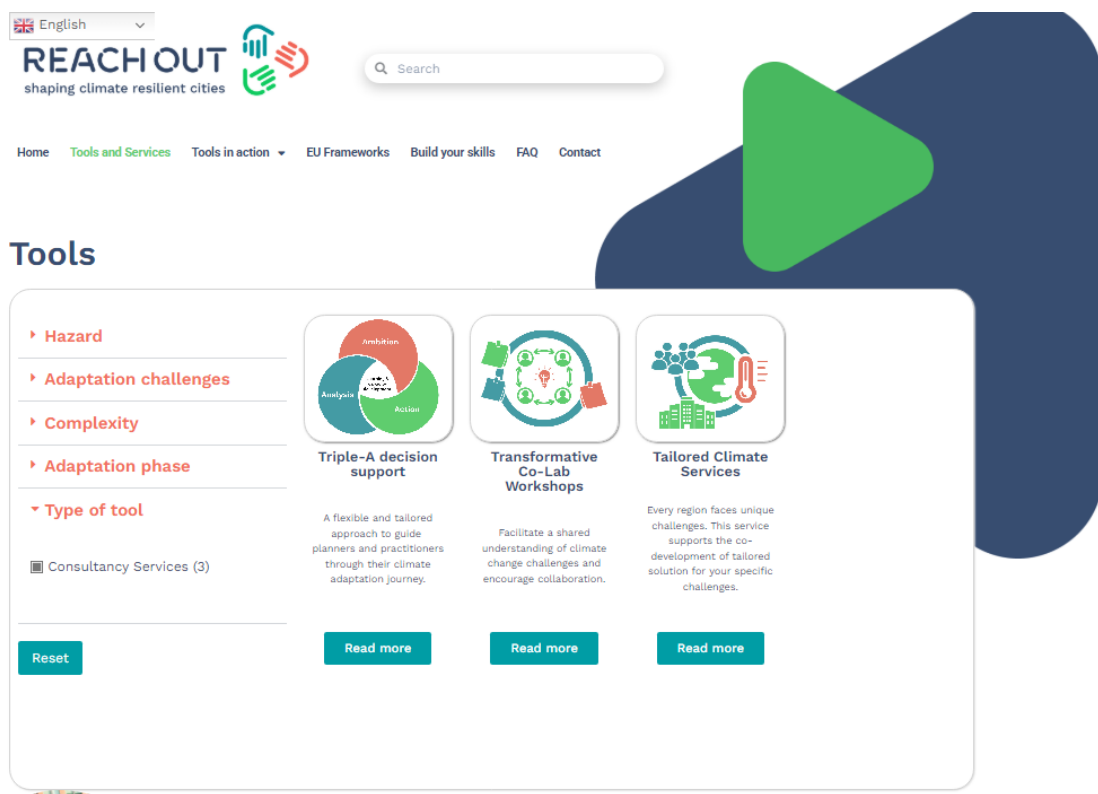 English
REACH OUT
shaping climate resilient cities
Search
Home Tools and Services Tools in action EU Frameworks Build your skills FAQ Contact
Tools
Hazard
Adaptation challenges
Complexity
Adaptation phase
Type of tool
Consultancy Services (3)
Reset
Ambition
Analysis
Action
Triple-A decision
support
A flexible and tailored
approach to guide
planners and practitioners
through their climate
adaptation journey.
Read more
Transformative
Co-Lab
Workshops
Facilitate a shared
understanding of climate
change challenges and
encourage collaboration.
Read more
Tailored Climate
Services
Every region faces unique
challenges. This service
supports the co-
development of tailored
solution for your specific
challenges.
Read more